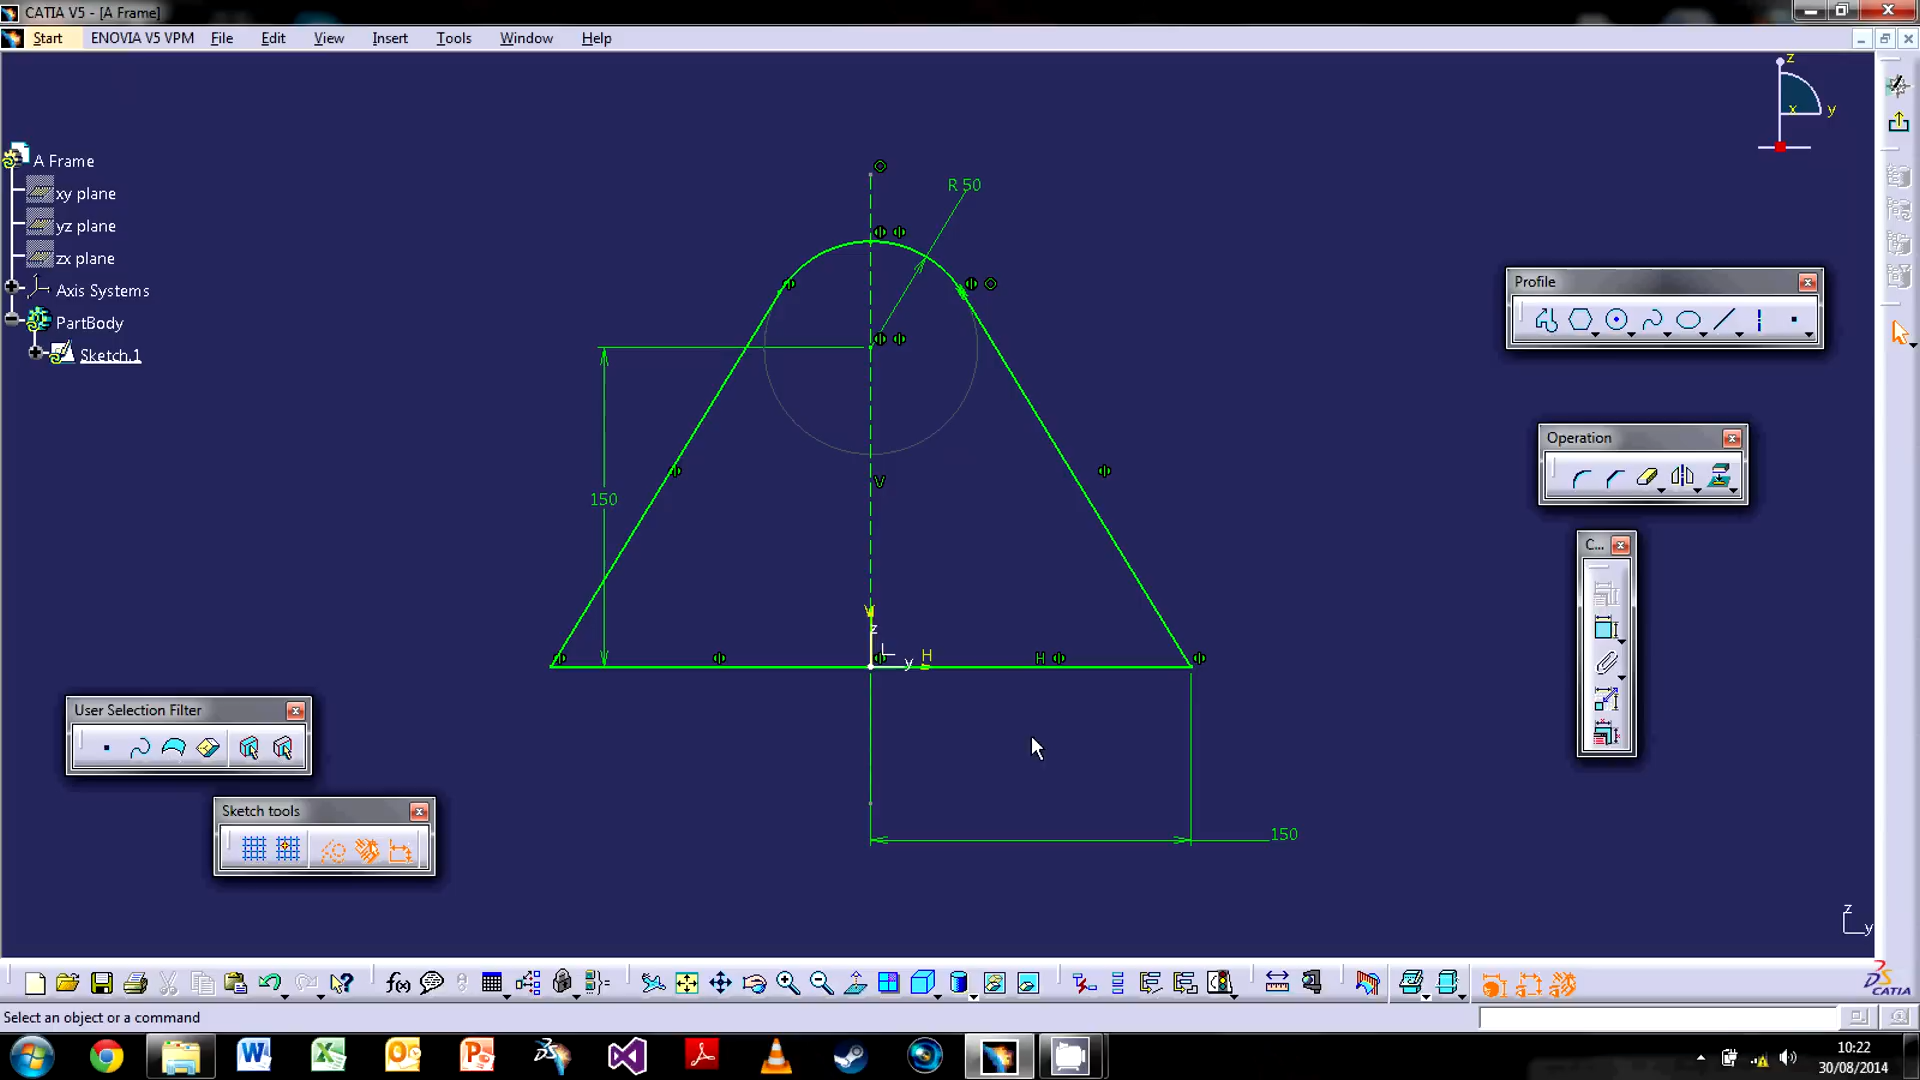 CATIA V5 - [A Frame]
Start ENOVIA V5 VPM File Edit View Insert Tools Window Help
z
x
y
A Frame
xy plane
yz plane
zx plane
Axis Systems
PartBody
Sketch.1
R 50
150
V
V
z
y
H
H
150
Profile
Operation
C...
User Selection Filter
Sketch tools
z
y
f(x)
CATIA
Select an object or a command
10:22
30/08/2014